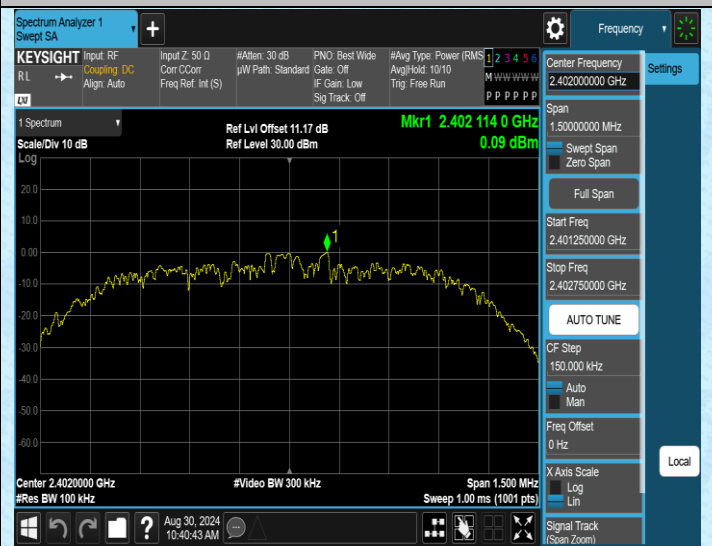 Spectrum Analyzer 1
Swept SA
Frequency
KEYSIGHT
RL
LXI
Input: RF
Coupling: DC
Align: Auto
Input Z: 50 Ω
Corr CCorr
Freq Ref: Int (S)
#Atten: 30 dB
µW Path: Standard
PNO: Best Wide
Gate: Off
IF Gain: Low
Sig Track: Off
#Avg Type: Power (RMS
Avg|Hold: 10/10
Trig: Free Run
1 2 3 4 5 6
M W W W W W
P P P P P P
1 Spectrum
Scale/Div 10 dB
Log
Ref Lvl Offset 11.17 dB
Ref Level 30.00 dBm
Mkr1 2.402 114 0 GHz
0.09 dBm
20.0
10.0
0.00
-10.0
-20.0
-30.0
-40.0
-50.0
-60.0
1
Center 2.4020000 GHz
#Res BW 100 kHz
#Video BW 300 kHz
Span 1.500 MHz
Sweep 1.00 ms (1001 pts)
Aug 30, 2024
10:40:43 AM
Center Frequency
2.402000000 GHz
Settings
Span
1.50000000 MHz
Swept Span
Zero Span
Full Span
Start Freq
2.401250000 GHz
Stop Freq
2.402750000 GHz
AUTO TUNE
CF Step
150.000 kHz
Auto
Man
Freq Offset
0 Hz
X Axis Scale
Log
Lin
Local
Signal Track
(Span Zoom)